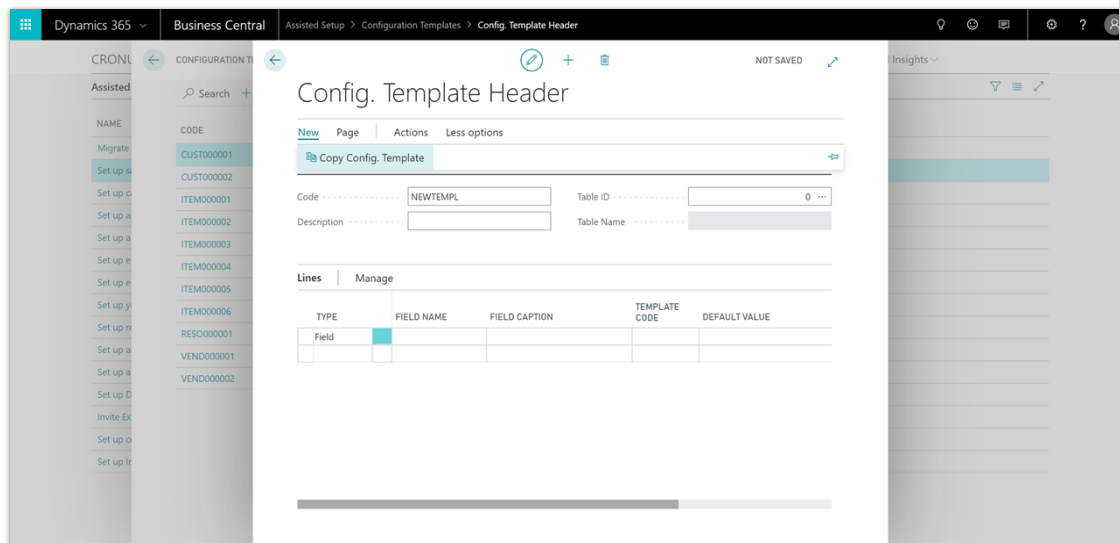 Dynamics 365 Business Central Assisted Setup > Configuration Templates > Config. Template Header ?
CRONU CONFIGURATION TE NOT SAVED Insights
Assisted Search + Config. Template Header
NAME CODE New Page Actions Less options
Migrate CUST000001 Copy Config. Template
Set up sa CUST000002
Set up ITEM000001 Code NEWTEMPL Table ID 0 ...
Set up a ITEM000002 Description Table Name
Set up a ITEM000003
Set up e ITEM000004 Lines Manage
Set up e ITEM000005
Set up y ITEM000006 TYPE FIELD NAME FIELD CAPTION TEMPLATE CODE DEFAULT VALUE
Set up re RESO000001 Field
Set up a VEND000001
Set up a VEND000002
Set up D
Invite Ex
Set up
Set up In